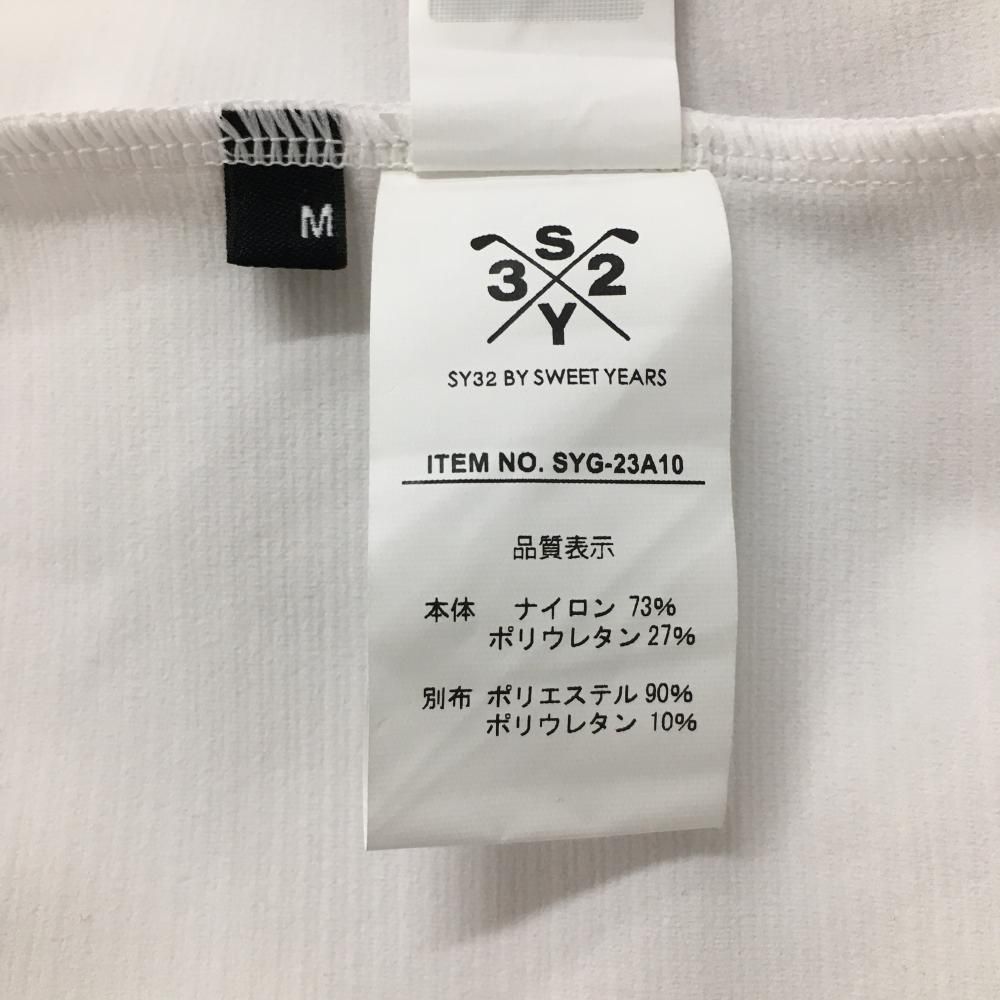 M
S
3 2
Y
SY32 BY SWEET YEARS
ITEM NO. SYG-23A10
品質表示
本体 ナイロン 73%
ポリウレタン 27%
別布 ポリエステル 90%
ポリウレタン 10%